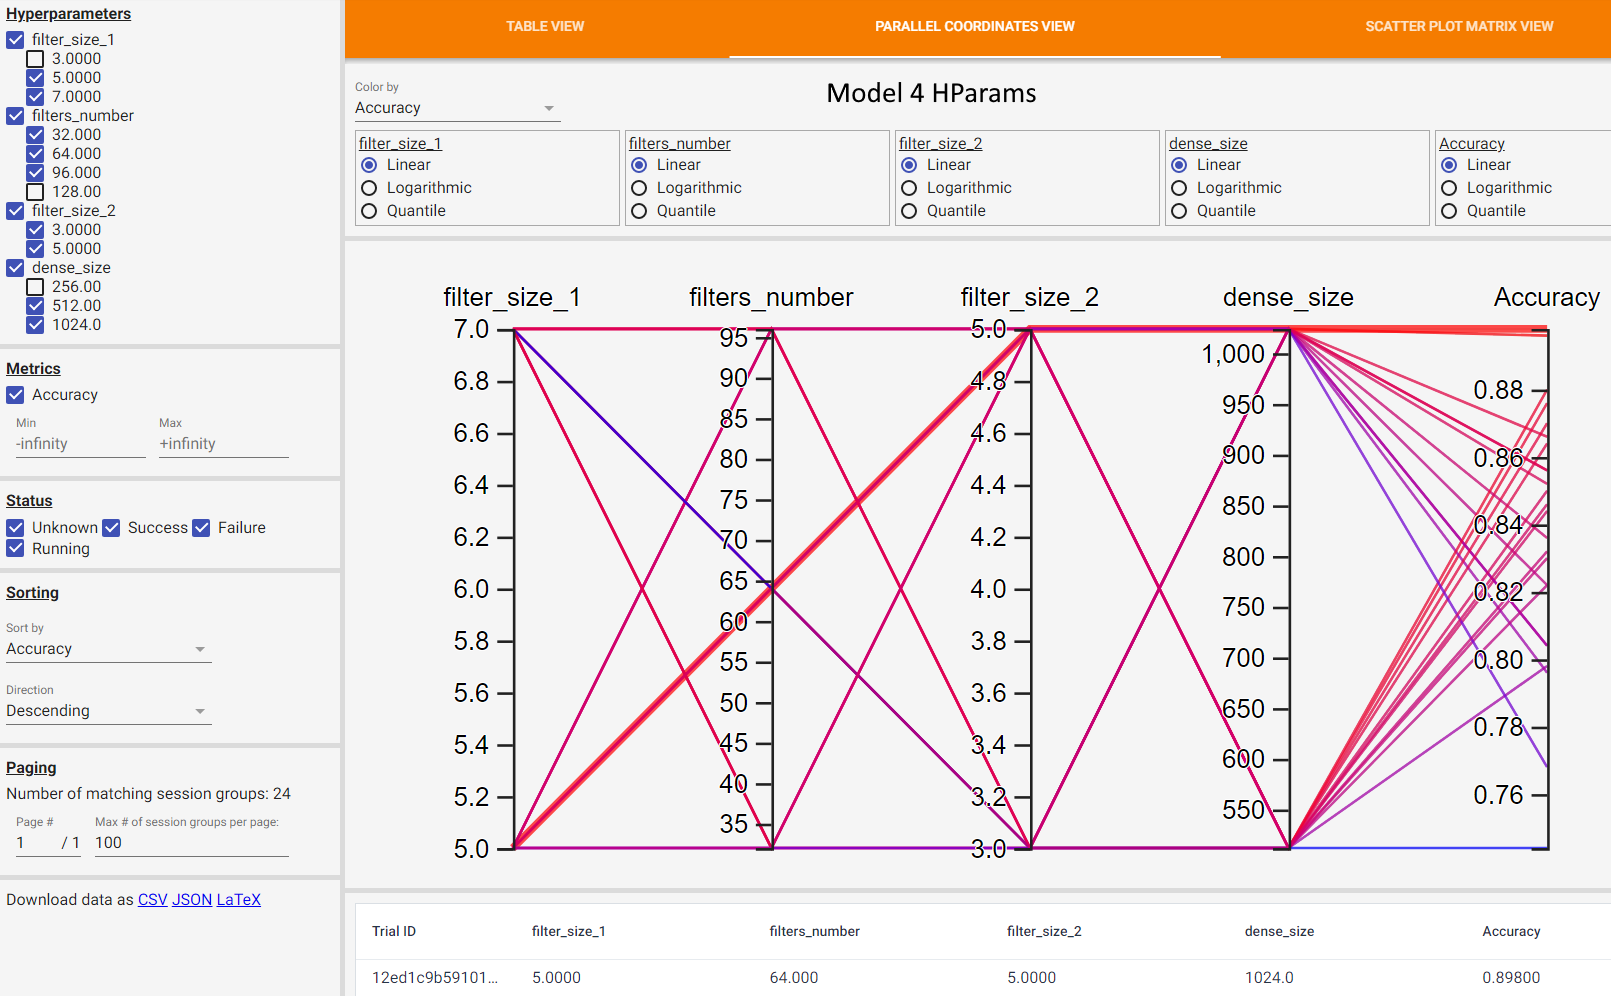 Hyperparameters
filter_size_1
3.0000
5.0000
7.0000
filters_number
32.000
64.000
96.000
128.00
filter_size_2
3.0000
5.0000
dense_size
256.00
512.00
1024.0
Metrics
Accuracy
Min Max
-infinity +infinity
Status
Unknown Success Failure
Running
Sorting
Sort by
Accuracy
Direction
Descending
Paging
Number of matching session groups: 24
Page # Max # of session groups per page:
1 / 1 100
Download data as CSV JSON LaTeX
TABLE VIEW PARALLEL COORDINATES VIEW SCATTER PLOT MATRIX VIEW
Color by
Accuracy
Model 4 HParams
filter_size_1 filters_number filter_size_2 dense_size Accuracy
Linear Linear Linear Linear Linear
Logarithmic Logarithmic Logarithmic Logarithmic Logarithmic
Quantile Quantile Quantile Quantile Quantile
filter_size_1 filters_number filter_size_2 dense_size Accuracy
7.0
6.8
6.6
6.4
6.2
6.0
5.8
5.6
5.4
5.2
5.0
95
90
85
80
75
70
65
60
55
50
45
40
35
5.0
4.8
4.6
4.4
4.2
4.0
3.8
3.6
3.4
3.2
3.0
1,000
950
900
850
800
750
700
650
600
550
0.88
0.86
0.84
0.82
0.80
0.78
0.76
Trial ID filter_size_1 filters_number filter_size_2 dense_size Accuracy
12ed1c9b59101... 5.0000 64.000 5.0000 1024.0 0.89800